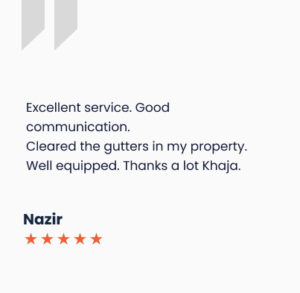 Excellent service. Good
communication.
Cleared the gutters in my property.
Well equipped. Thanks a lot Khaja.
Nazir